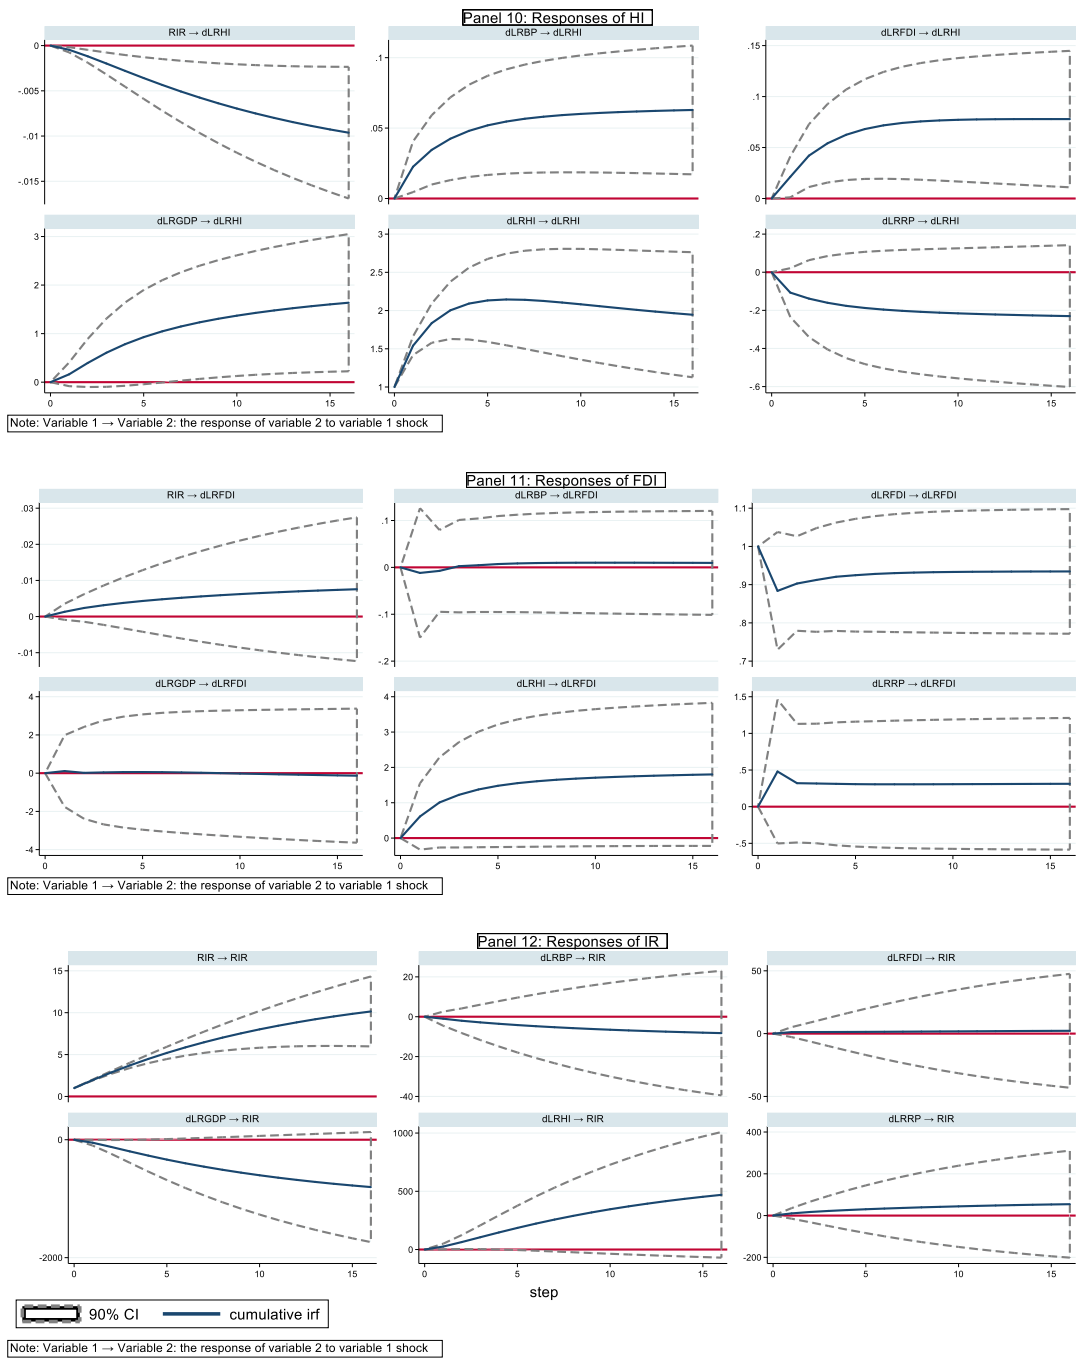 Panel 10: Responses of HI
RIR → dLRHI
dLRBP → dLRHI
dLRFDI → dLRHI
0
-.005
-.01
-.015
.1
.05
0
.15
.1
.05
0
dLRGDP → dLRHI
dLRHI → dLRHI
dLRRP → dLRHI
3
2
1
0
3
2.5
2
1.5
1
.2
0
-.2
-.4
-.6
0 5 10 15
0 5 10 15
0 5 10 15
Note: Variable 1 → Variable 2: the response of variable 2 to variable 1 shock
Panel 11: Responses of FDI
RIR → dLRFDI
dLRBP → dLRFDI
dLRFDI → dLRFDI
.03
.02
.01
0
-.01
.1
0
-.1
-.2
1.1
1
.9
.8
.7
dLRGDP → dLRFDI
dLRHI → dLRFDI
dLRRP → dLRFDI
4
2
0
-2
-4
4
3
2
1
0
1.5
1
.5
0
-.5
0 5 10 15
0 5 10 15
0 5 10 15
Note: Variable 1 → Variable 2: the response of variable 2 to variable 1 shock
Panel 12: Responses of IR
RIR → RIR
dLRBP → RIR
dLRFDI → RIR
15
10
5
0
20
0
-20
-40
50
0
-50
dLRGDP → RIR
dLRHI → RIR
dLRRP → RIR
0
-2000
1000
500
0
400
200
0
-200
0 5 10 15
0 5 10 15
0 5 10 15
step
90% CI
cumulative irf
Note: Variable 1 → Variable 2: the response of variable 2 to variable 1 shock